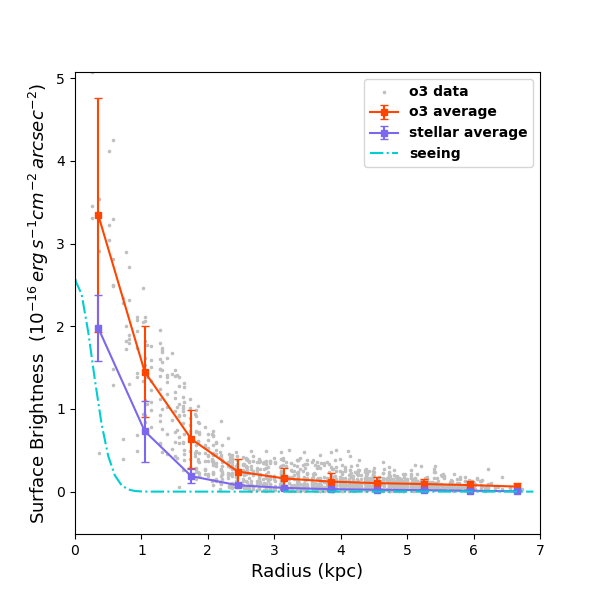 o3 data
o3 average
stellar average
seeing
Surface Brightness (10⁻¹⁶ erg s⁻¹cm⁻² arcsec⁻²)
5
4
3
2
1
0
0 1 2 3 4 5 6 7
Radius (kpc)